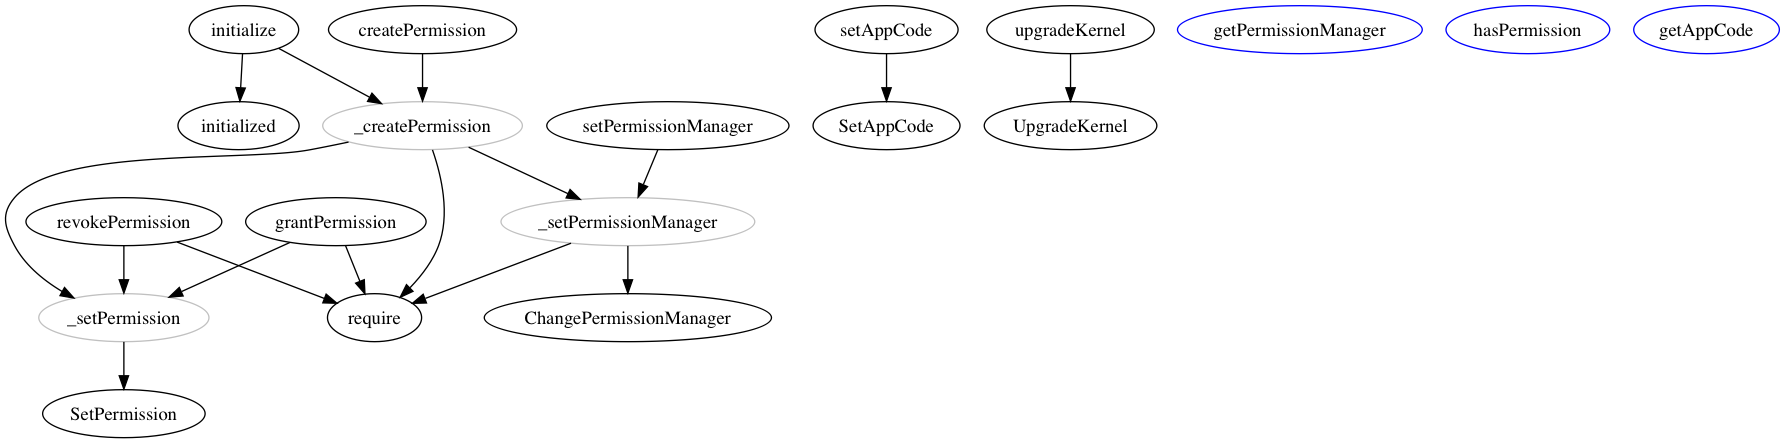 initialize
createPermission
setAppCode
upgradeKernel
getPermissionManager
hasPermission
getAppCode
initialized
_createPermission
setPermissionManager
SetAppCode
UpgradeKernel
revokePermission
grantPermission
_setPermissionManager
_setPermission
require
ChangePermissionManager
SetPermission